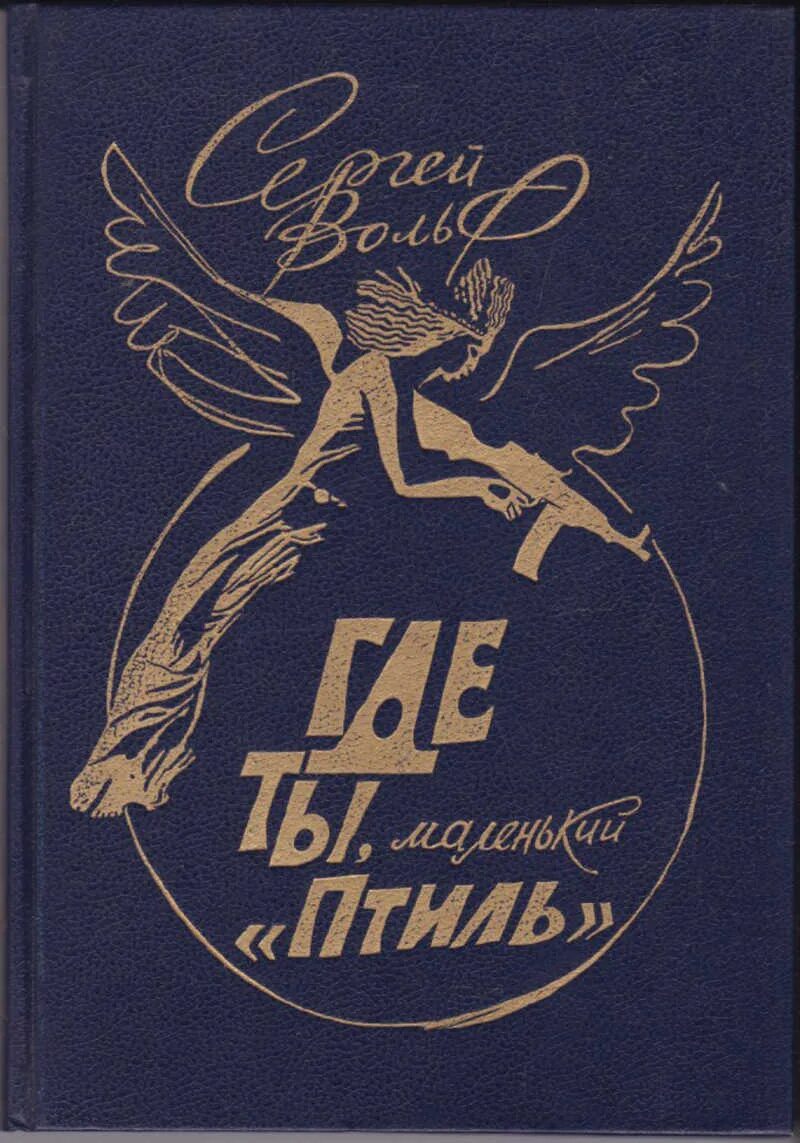 Сергей
Вольф
ГДЕ
ТЫ, маленький
«ПТИЛЬ»